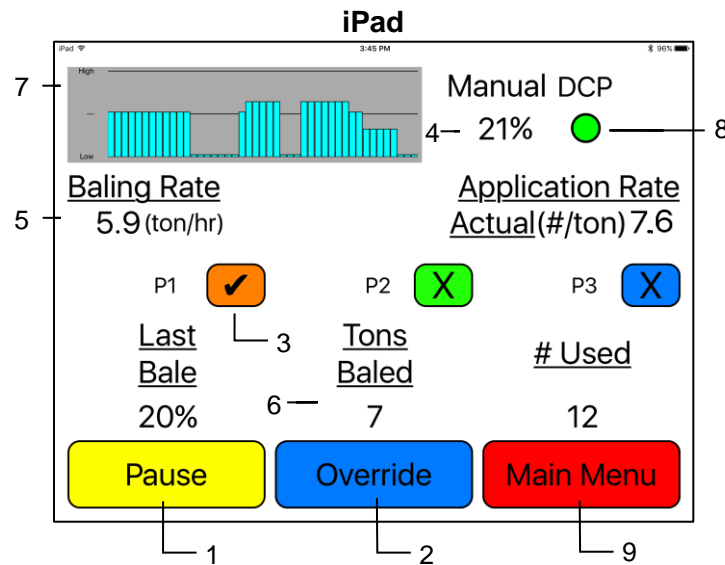 iPad
iPad 3:45 PM 96%
High
7
Manual DCP
—
4 21% 8
Low
Baling Rate Application Rate
5 5.9 (ton/hr) Actual(#/ton) 7.6
P1 ✔ P2 X P3 X
3
Last Tons
Bale Baled # Used
6
20% 7 12
Pause Override Main Menu
1 2 9